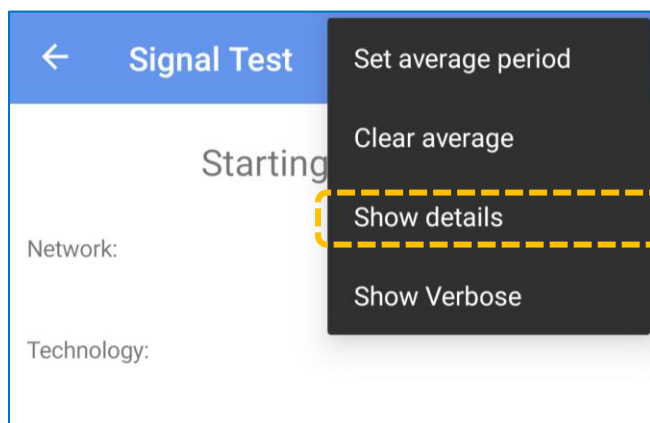 Signal Test
Set average period
Clear average
Starting
Show details
Network:
Show Verbose
Technology: